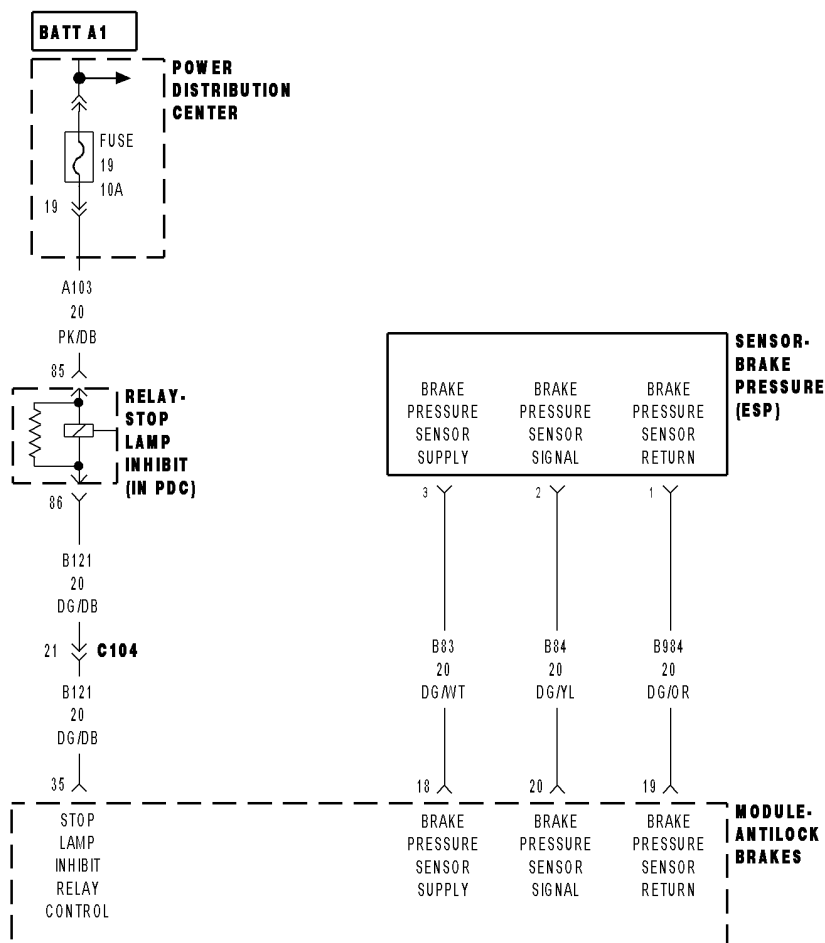 BATT A1
POWER
DISTRIBUTION
CENTER
FUSE
19
10A
19
A103
20
PK/DB
85
RELAY-
STOP
LAMP
INHIBIT
(IN PDC)
86
B121
20
DG/DB
21
C104
B121
20
DG/DB
35
SENSOR-
BRAKE
PRESSURE
(ESP)
BRAKE
PRESSURE
SENSOR
SUPPLY
BRAKE
PRESSURE
SENSOR
SIGNAL
BRAKE
PRESSURE
SENSOR
RETURN
3
2
1
B83
20
DG/WT
B84
20
DG/YL
B984
20
DG/OR
18
20
19
MODULE-
ANTILOCK
BRAKES
STOP
LAMP
INHIBIT
RELAY
CONTROL
BRAKE
PRESSURE
SENSOR
SUPPLY
BRAKE
PRESSURE
SENSOR
SIGNAL
BRAKE
PRESSURE
SENSOR
RETURN